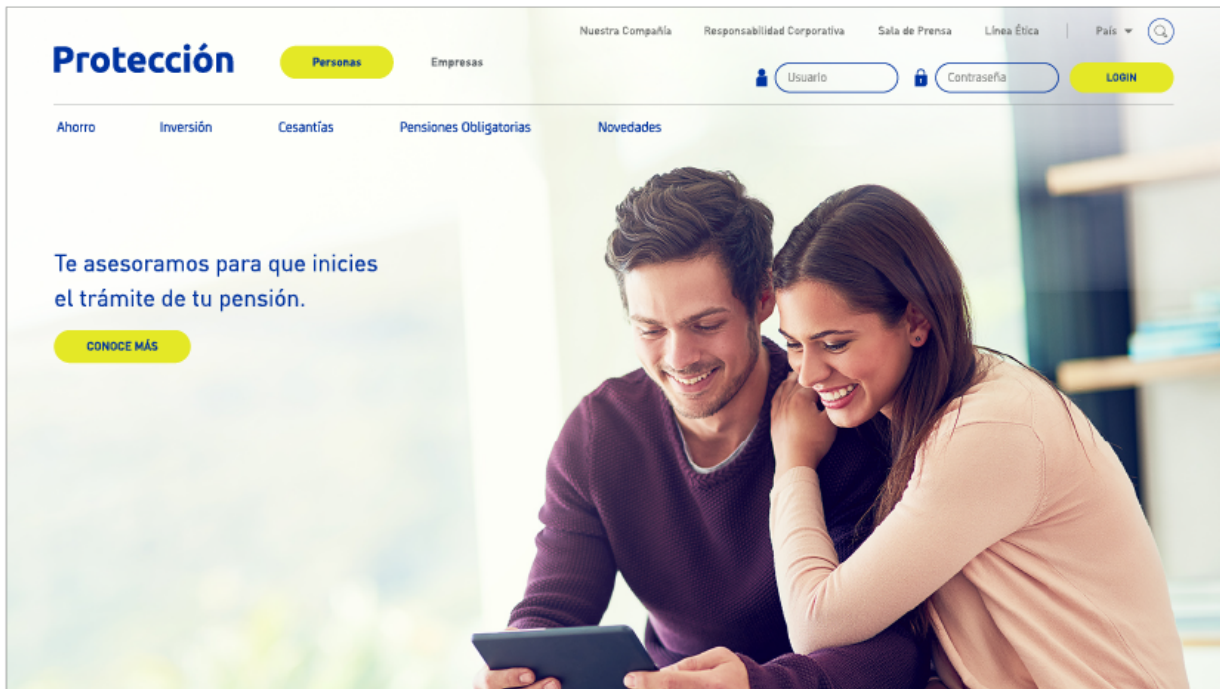 Nuestra Compañía Responsabilidad Corporativa Sala de Prensa Línea Ética | País
Protección Personas Empresas
Usuario Contraseña LOGIN
Ahorro Inversión Cesantías Pensiones Obligatorias Novedades
Te asesoramos para que inicies
el trámite de tu pensión.
CONOCE MÁS